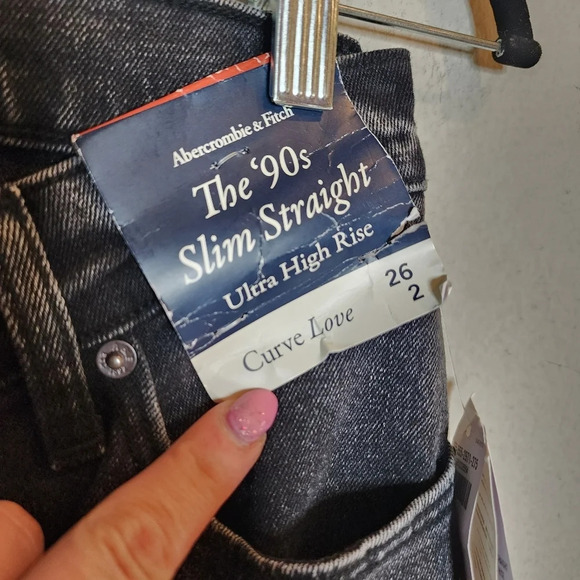 Abercrombie & Fitch
The '90s
Slim Straight
Ultra High Rise
Curve Love
26
2